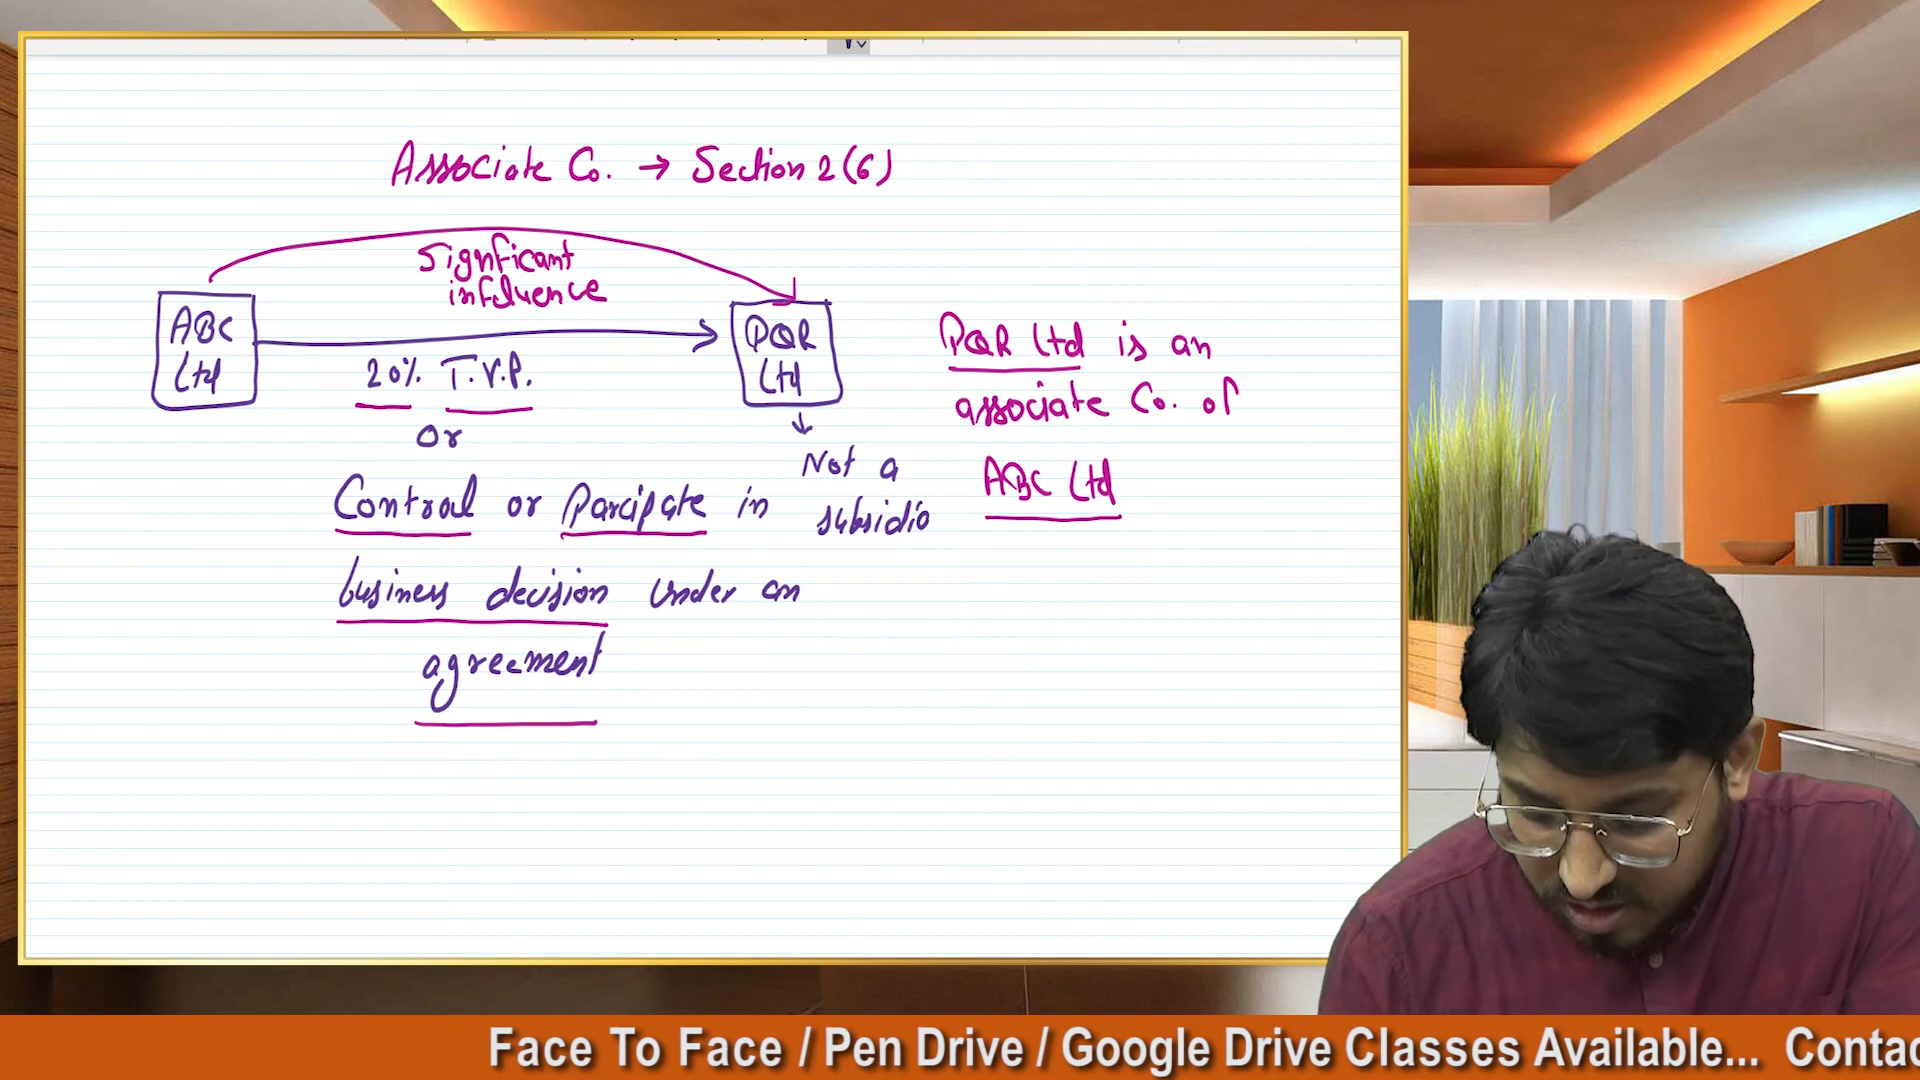 Associate Co. → Section 2(6)
Signficant
influence
ABC
Ltd
20% T.V.P.
Or
Control or Parcipate in
business decision under an
agreement
PQR
Ltd
Not a
subsidia
PQR Ltd is an
associate Co. of
ABC Ltd
Face To Face / Pen Drive / Google Drive Classes Available... Contac